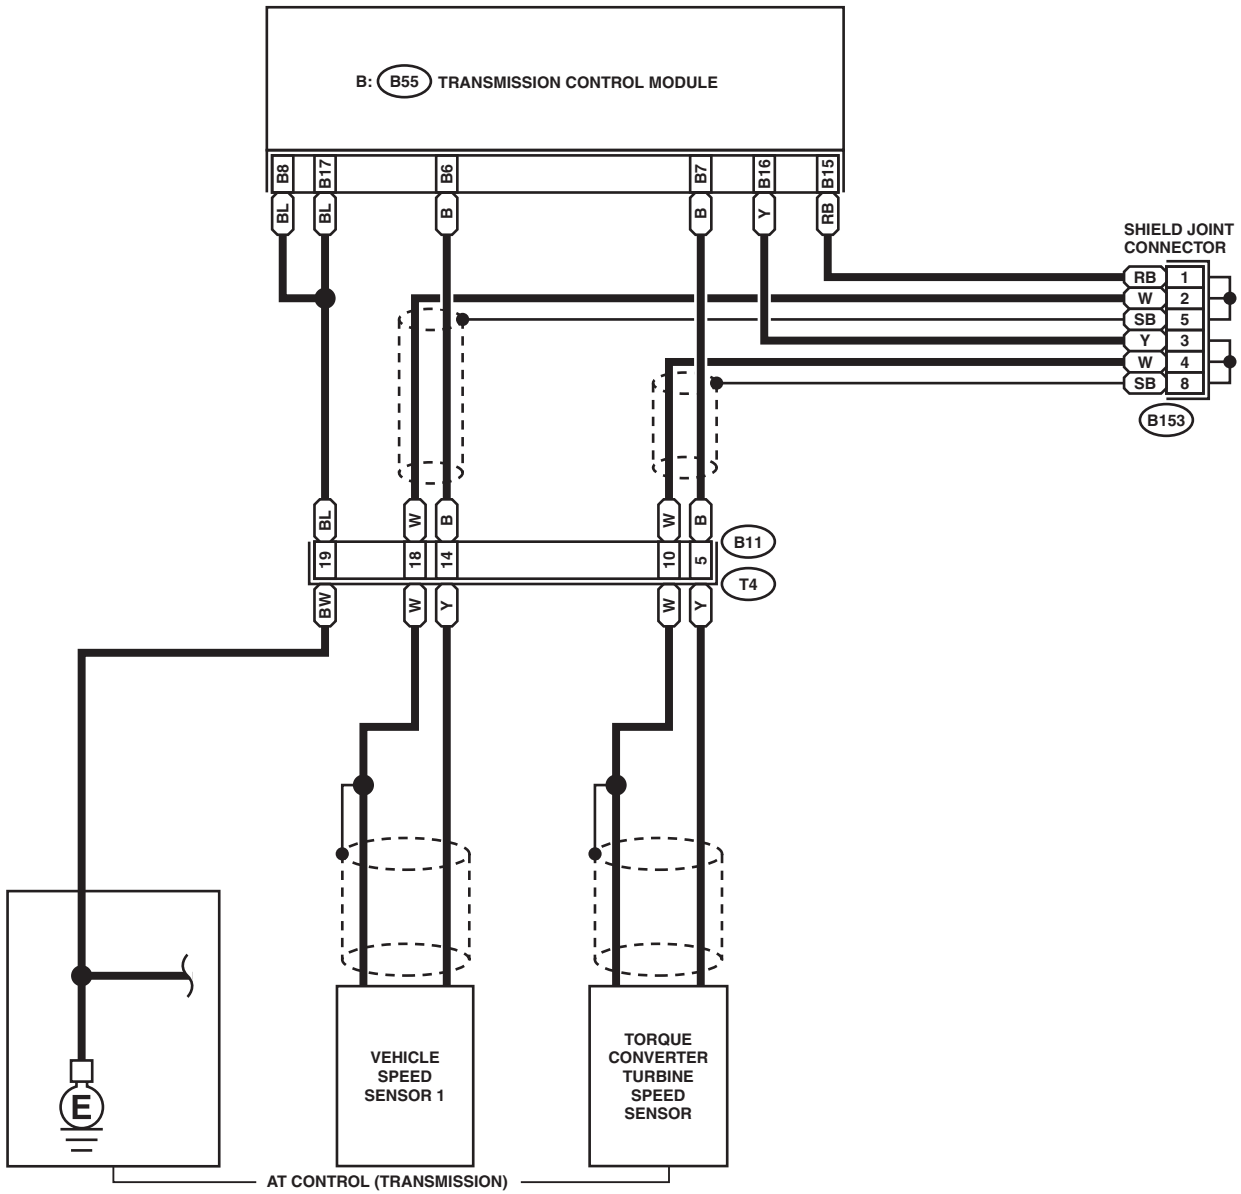 B: B55 TRANSMISSION CONTROL MODULE
B8 B17 B6 B7 B16 B15
BL BL B B Y RB
SHIELD JOINT
CONNECTOR
RB 1
W 2
SB 5
Y 3
W 4
SB 8
B153
BL W B W B
B11
19 18 14 10 5
T4
BW W Y W Y
E
VEHICLE
SPEED
SENSOR 1
TORQUE
CONVERTER
TURBINE
SPEED
SENSOR
AT CONTROL (TRANSMISSION)